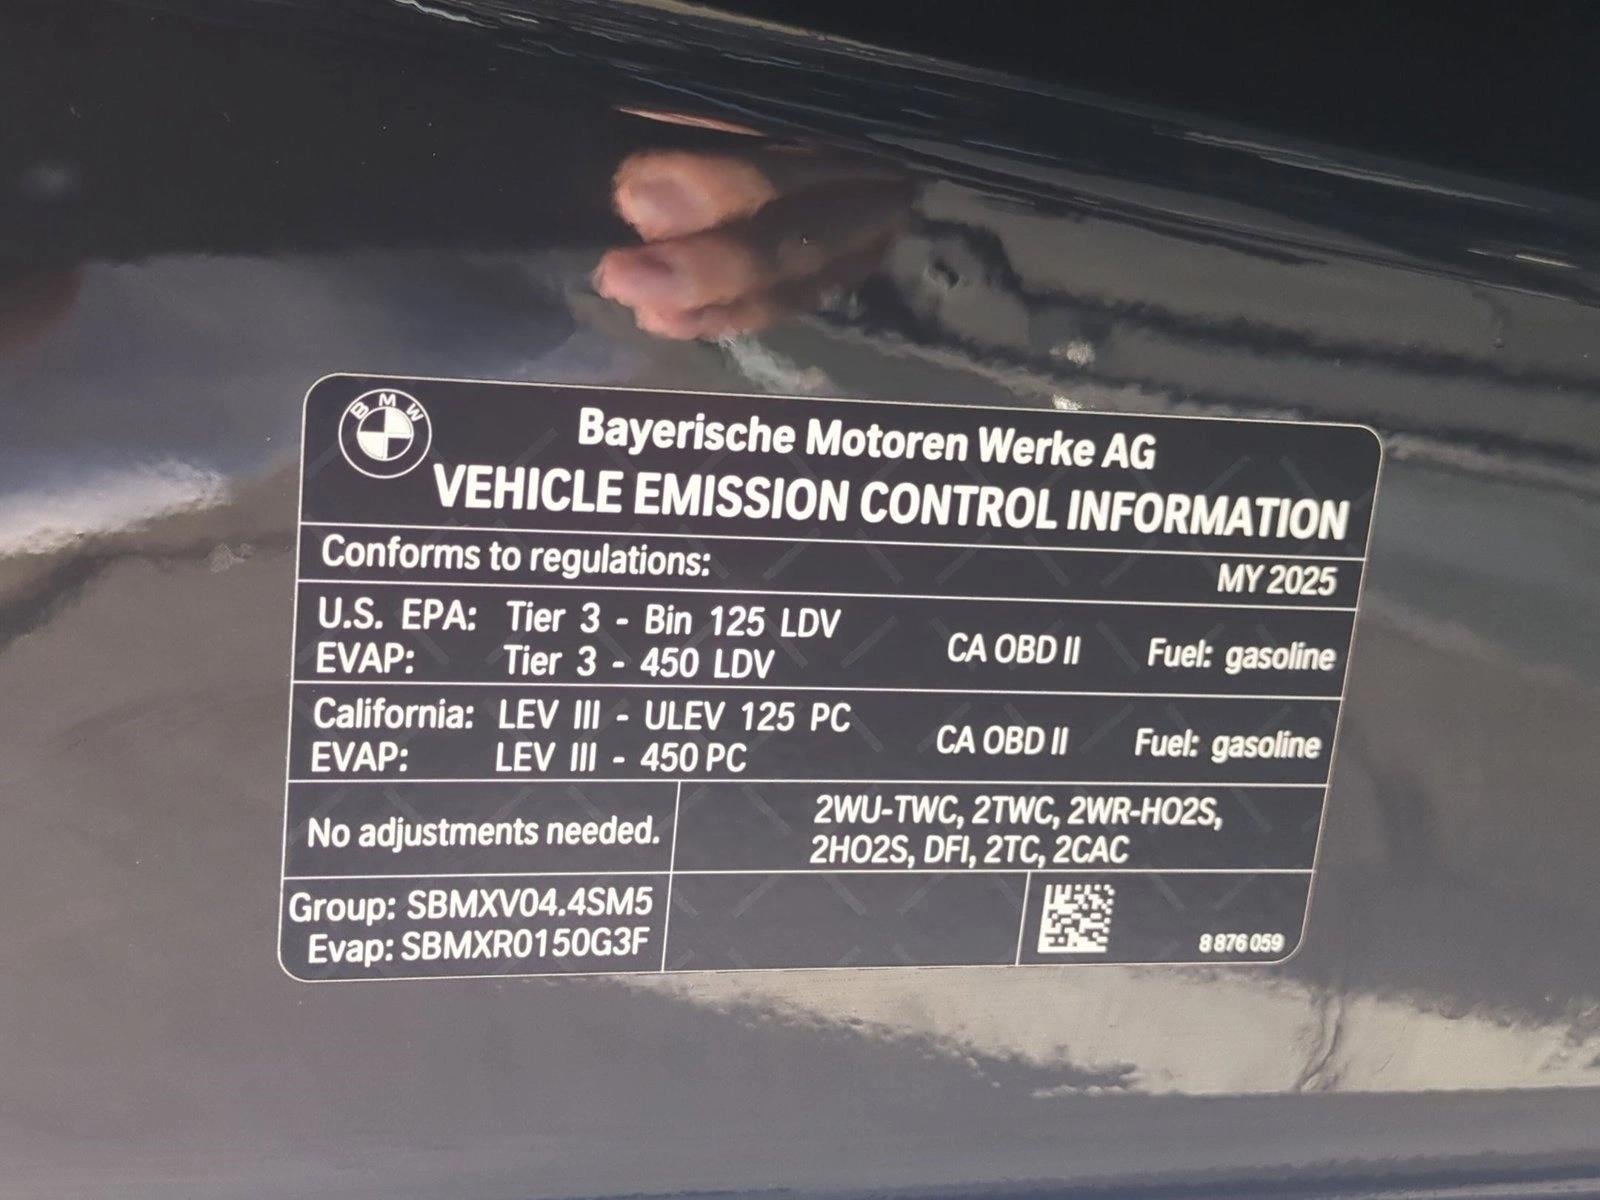 BMW
Bayerische Motoren Werke AG
VEHICLE EMISSION CONTROL INFORMATION
Conforms to regulations: MY 2025
U.S. EPA: Tier 3 - Bin 125 LDV
EVAP: Tier 3 - 450 LDV
CA OBD II Fuel: gasoline
California: LEV III - ULEV 125 PC
EVAP: LEV III - 450 PC
CA OBD II Fuel: gasoline
No adjustments needed.
2WU-TWC, 2TWC, 2WR-HO2S,
2HO2S, DFI, 2TC, 2CAC
Group: SBMXV04.4SM5
Evap: SBMXR0150G3F
8 876 059